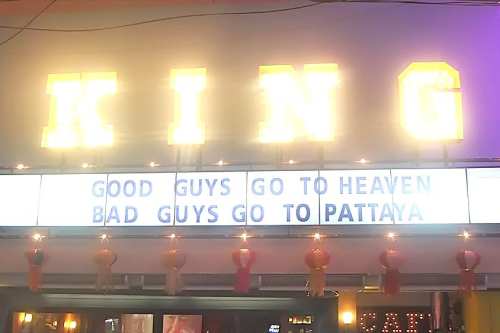 KING
GOOD GUYS GO TO HEAVEN
BAD GUYS GO TO PATTAYA